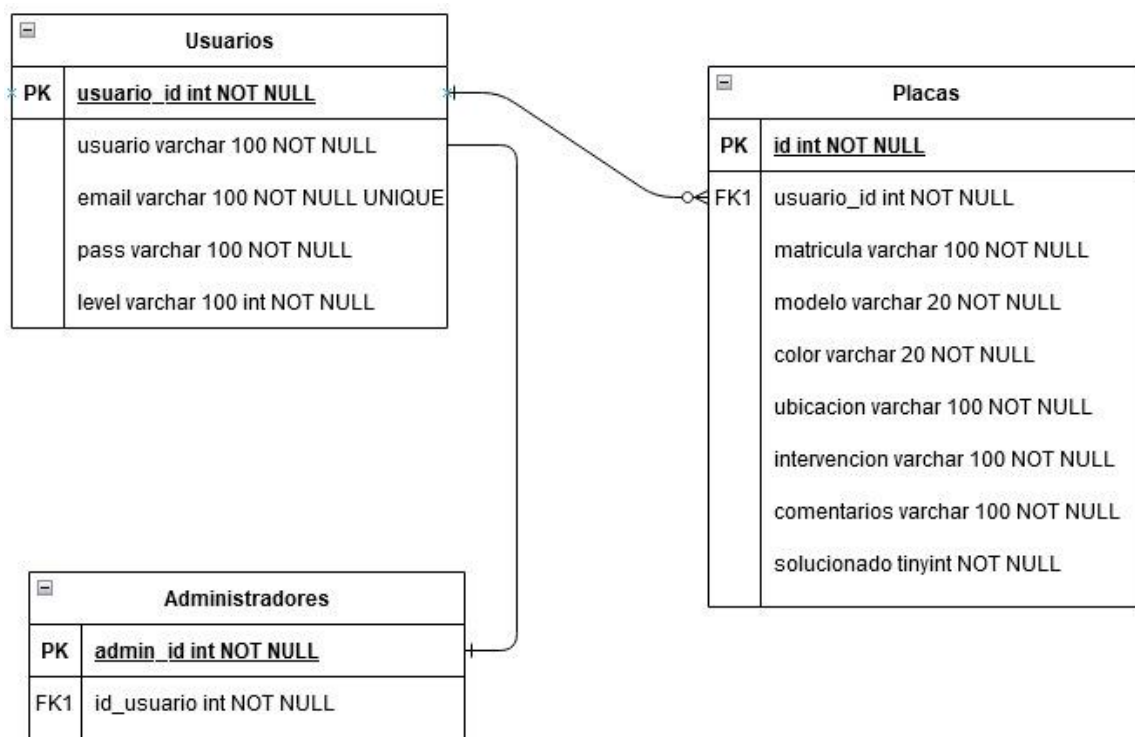 Usuarios
PK usuario_id int NOT NULL
usuario varchar 100 NOT NULL
email varchar 100 NOT NULL UNIQUE
pass varchar 100 NOT NULL
level varchar 100 int NOT NULL
Placas
PK id int NOT NULL
FK1 usuario_id int NOT NULL
matricula varchar 100 NOT NULL
modelo varchar 20 NOT NULL
color varchar 20 NOT NULL
ubicacion varchar 100 NOT NULL
intervencion varchar 100 NOT NULL
comentarios varchar 100 NOT NULL
solucionado tinyint NOT NULL
Administradores
PK admin_id int NOT NULL
FK1 id_usuario int NOT NULL